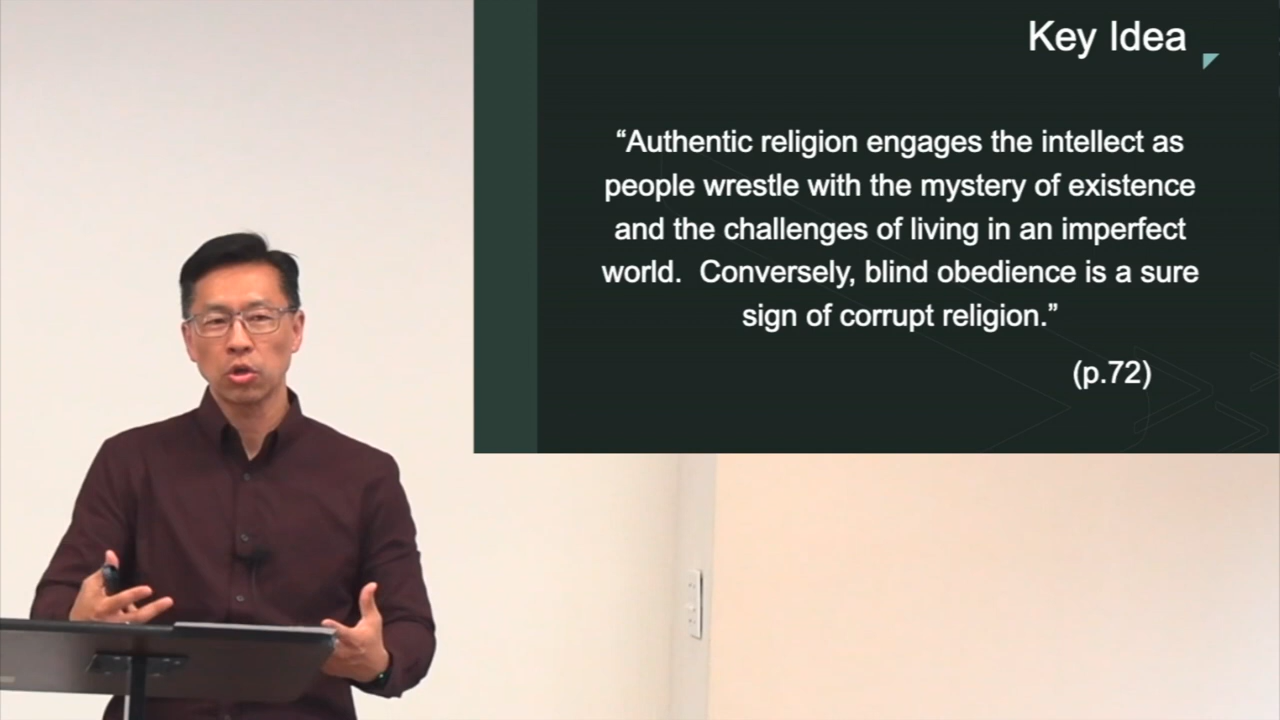 Key Idea
“Authentic religion engages the intellect as
people wrestle with the mystery of existence
and the challenges of living in an imperfect
world.  Conversely, blind obedience is a sure
sign of corrupt religion.”
(p.72)